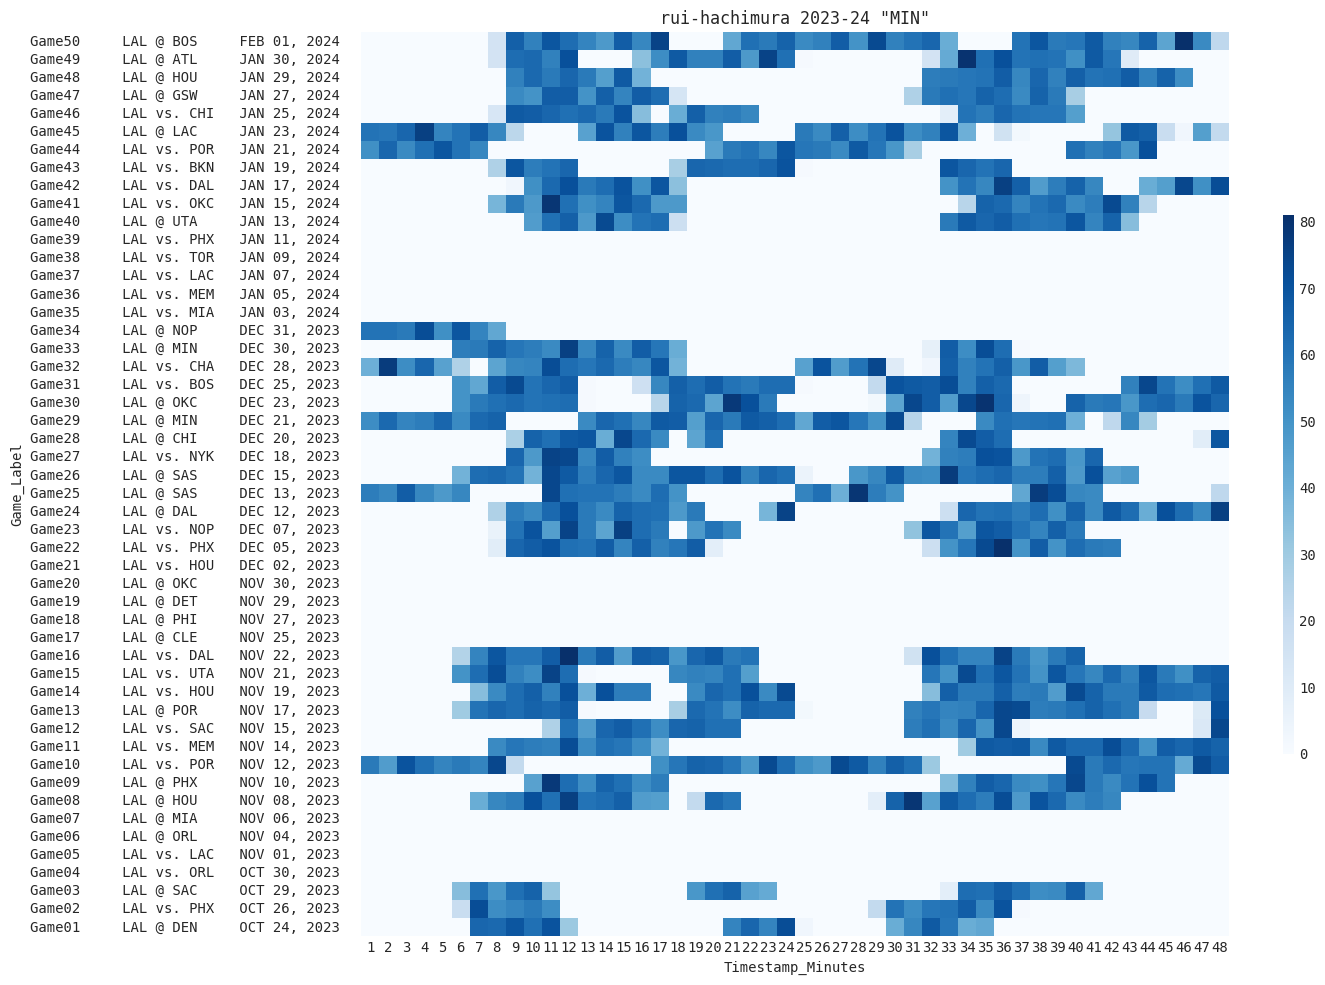 rui-hachimura 2023-24 "MIN"
Game50 LAL @ BOS FEB 01, 2024
Game49 LAL @ ATL JAN 30, 2024
Game48 LAL @ HOU JAN 29, 2024
Game47 LAL @ GSW JAN 27, 2024
Game46 LAL vs. CHI JAN 25, 2024
Game45 LAL @ LAC JAN 23, 2024
Game44 LAL vs. POR JAN 21, 2024
Game43 LAL vs. BKN JAN 19, 2024
Game42 LAL vs. DAL JAN 17, 2024
Game41 LAL vs. OKC JAN 15, 2024
Game40 LAL @ UTA JAN 13, 2024
Game39 LAL vs. PHX JAN 11, 2024
Game38 LAL vs. TOR JAN 09, 2024
Game37 LAL vs. LAC JAN 07, 2024
Game36 LAL vs. MEM JAN 05, 2024
Game35 LAL vs. MIA JAN 03, 2024
Game34 LAL @ NOP DEC 31, 2023
Game33 LAL @ MIN DEC 30, 2023
Game32 LAL vs. CHA DEC 28, 2023
Game31 LAL vs. BOS DEC 25, 2023
Game30 LAL @ OKC DEC 23, 2023
Game29 LAL @ MIN DEC 21, 2023
Game28 LAL @ CHI DEC 20, 2023
Game27 LAL vs. NYK DEC 18, 2023
Game26 LAL @ SAS DEC 15, 2023
Game25 LAL @ SAS DEC 13, 2023
Game24 LAL @ DAL DEC 12, 2023
Game23 LAL vs. NOP DEC 07, 2023
Game22 LAL vs. PHX DEC 05, 2023
Game21 LAL vs. HOU DEC 02, 2023
Game20 LAL @ OKC NOV 30, 2023
Game19 LAL @ DET NOV 29, 2023
Game18 LAL @ PHI NOV 27, 2023
Game17 LAL @ CLE NOV 25, 2023
Game16 LAL vs. DAL NOV 22, 2023
Game15 LAL vs. UTA NOV 21, 2023
Game14 LAL vs. HOU NOV 19, 2023
Game13 LAL @ POR NOV 17, 2023
Game12 LAL vs. SAC NOV 15, 2023
Game11 LAL vs. MEM NOV 14, 2023
Game10 LAL vs. POR NOV 12, 2023
Game09 LAL @ PHX NOV 10, 2023
Game08 LAL @ HOU NOV 08, 2023
Game07 LAL @ MIA NOV 06, 2023
Game06 LAL @ ORL NOV 04, 2023
Game05 LAL vs. LAC NOV 01, 2023
Game04 LAL vs. ORL OCT 30, 2023
Game03 LAL @ SAC OCT 29, 2023
Game02 LAL vs. PHX OCT 26, 2023
Game01 LAL @ DEN OCT 24, 2023
Game_Label
1 2 3 4 5 6 7 8 9 10 11 12 13 14 15 16 17 18 19 20 21 22 23 24 25 26 27 28 29 30 31 32 33 34 35 36 37 38 39 40 41 42 43 44 45 46 47 48
Timestamp_Minutes
80
70
60
50
40
30
20
10
0